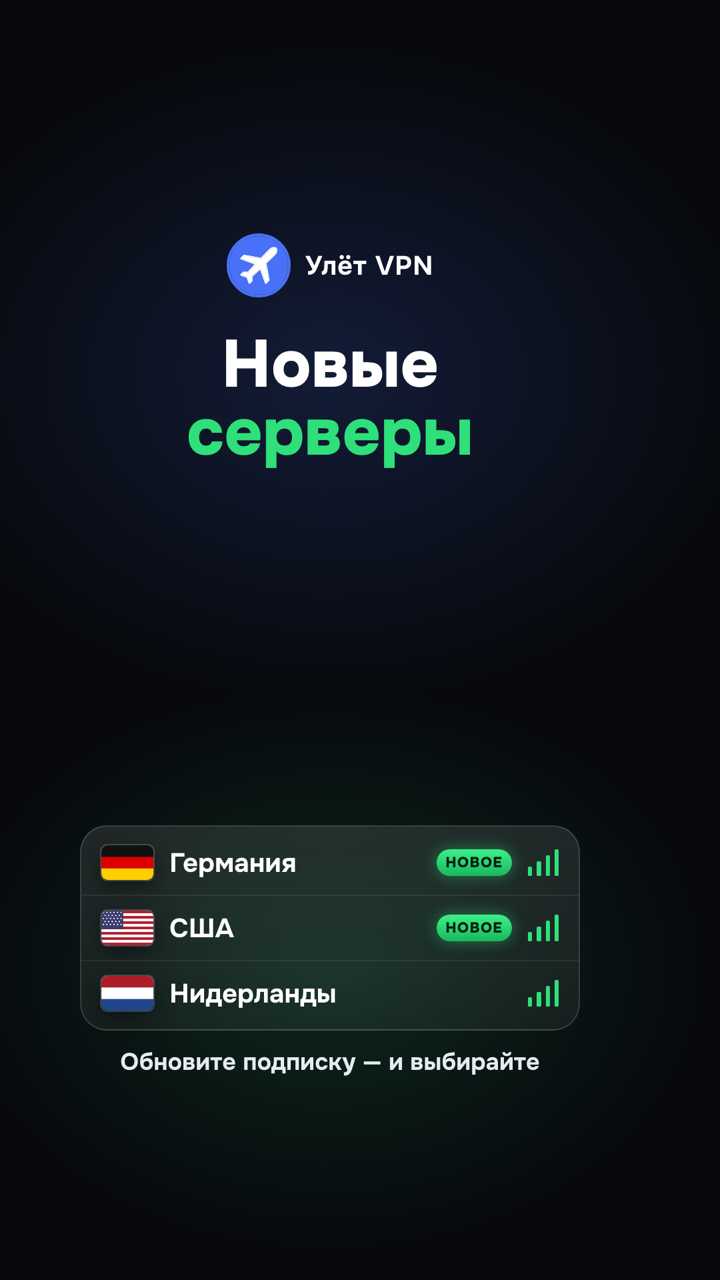 Улёт VPN
Новые
серверы
Германия НОВОЕ
США НОВОЕ
Нидерланды
Обновите подписку — и выбирайте